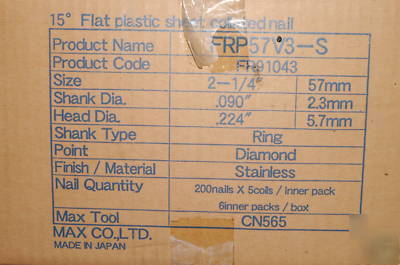 15° Flat plastic sheet collated nail
Product Name FRP57V3-S
Product Code FR91043
Size 2-1/4" 57mm
Shank Dia. .090" 2.3mm
Head Dia. .224" 5.7mm
Shank Type Ring
Point Diamond
Finish / Material Stainless
Nail Quantity 200nails X 5coils / inner pack
6inner packs / box
Max Tool CN565
MAX CO.,LTD.
MADE IN JAPAN